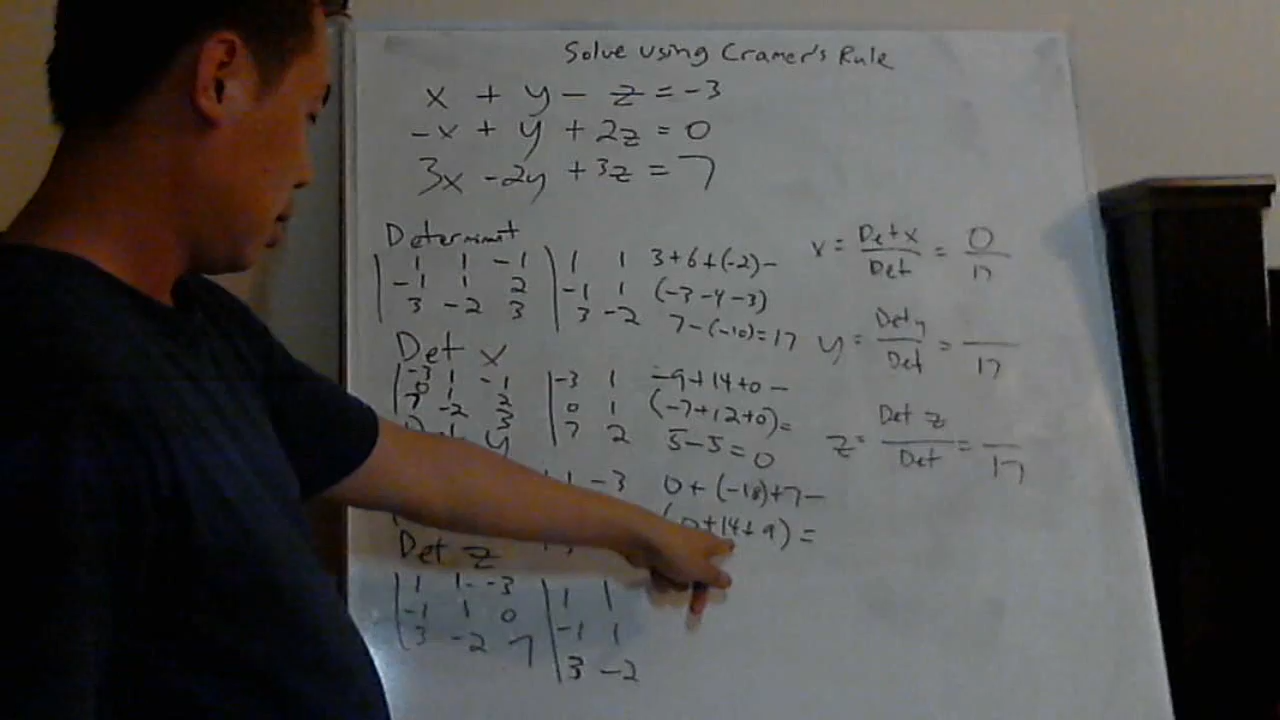 Solve using Cramer's Rule
x + y - z = -3
-x + y + 2z = 0
3x - 2y + 3z = 7
Determinat
| 1 1 -1 | 1 1 3+6+(-2)-
| -1 1 2 | -1 1 (-3-4-3)
| 3 -2 3 | 3 -2 7-(-10)=17
Det x
| -3 1 -1 | -3 1 -9+14+0-
| 0 1 2 | 0 1 (-7+12+0)=
| 7 -2 3 | 7 2 5-5=0
y
1 -3 0+(-18)+7-
(0+14+9)=
Det z
| 1 1 -3 | 1 1
| -1 1 0 | -1 1
| 3 -2 7 | 3 -2
x = Det x / Det = 0 / 17
y = Det y / Det = / 17
z = Det z / Det = / 17